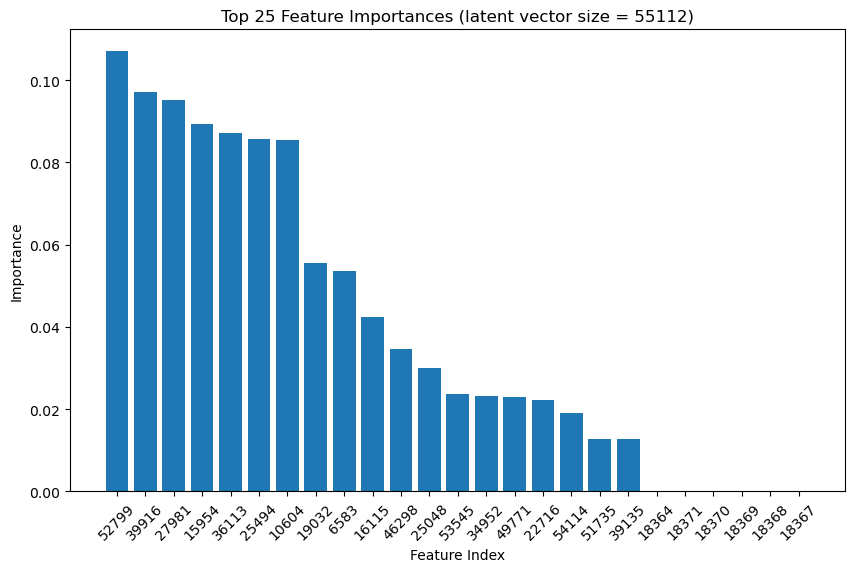 Top 25 Feature Importances (latent vector size = 55112)
Importance
0.10
0.08
0.06
0.04
0.02
0.00
52799 39916 27981 15954 36113 25494 10604 19032 6583 16115 46298 25048 53545 34952 49771 22716 54114 51735 39135 18364 18371 18370 18369 18368 18367
Feature Index